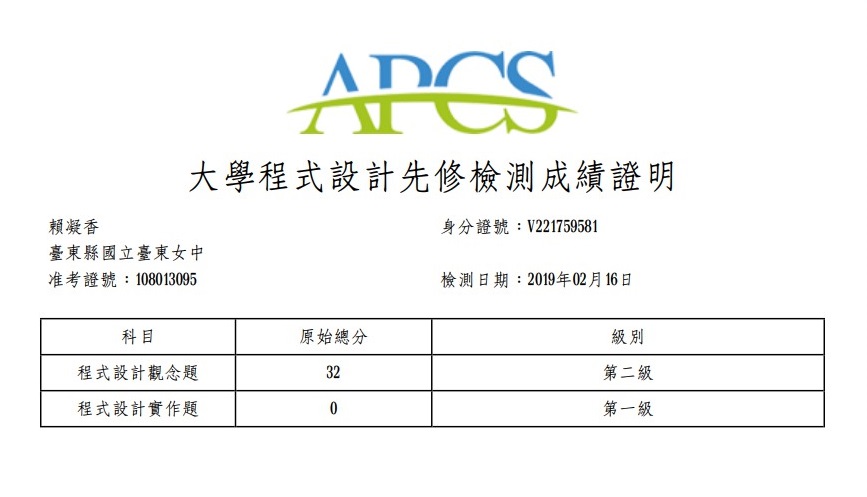 APCS
大學程式設計先修檢測成績證明
賴凝香 身分證號：V221759581
臺東縣國立臺東女中
准考證號：108013095 檢測日期：2019年02月16日
科目 原始總分 級別
程式設計觀念題 32 第二級
程式設計實作題 0 第一級